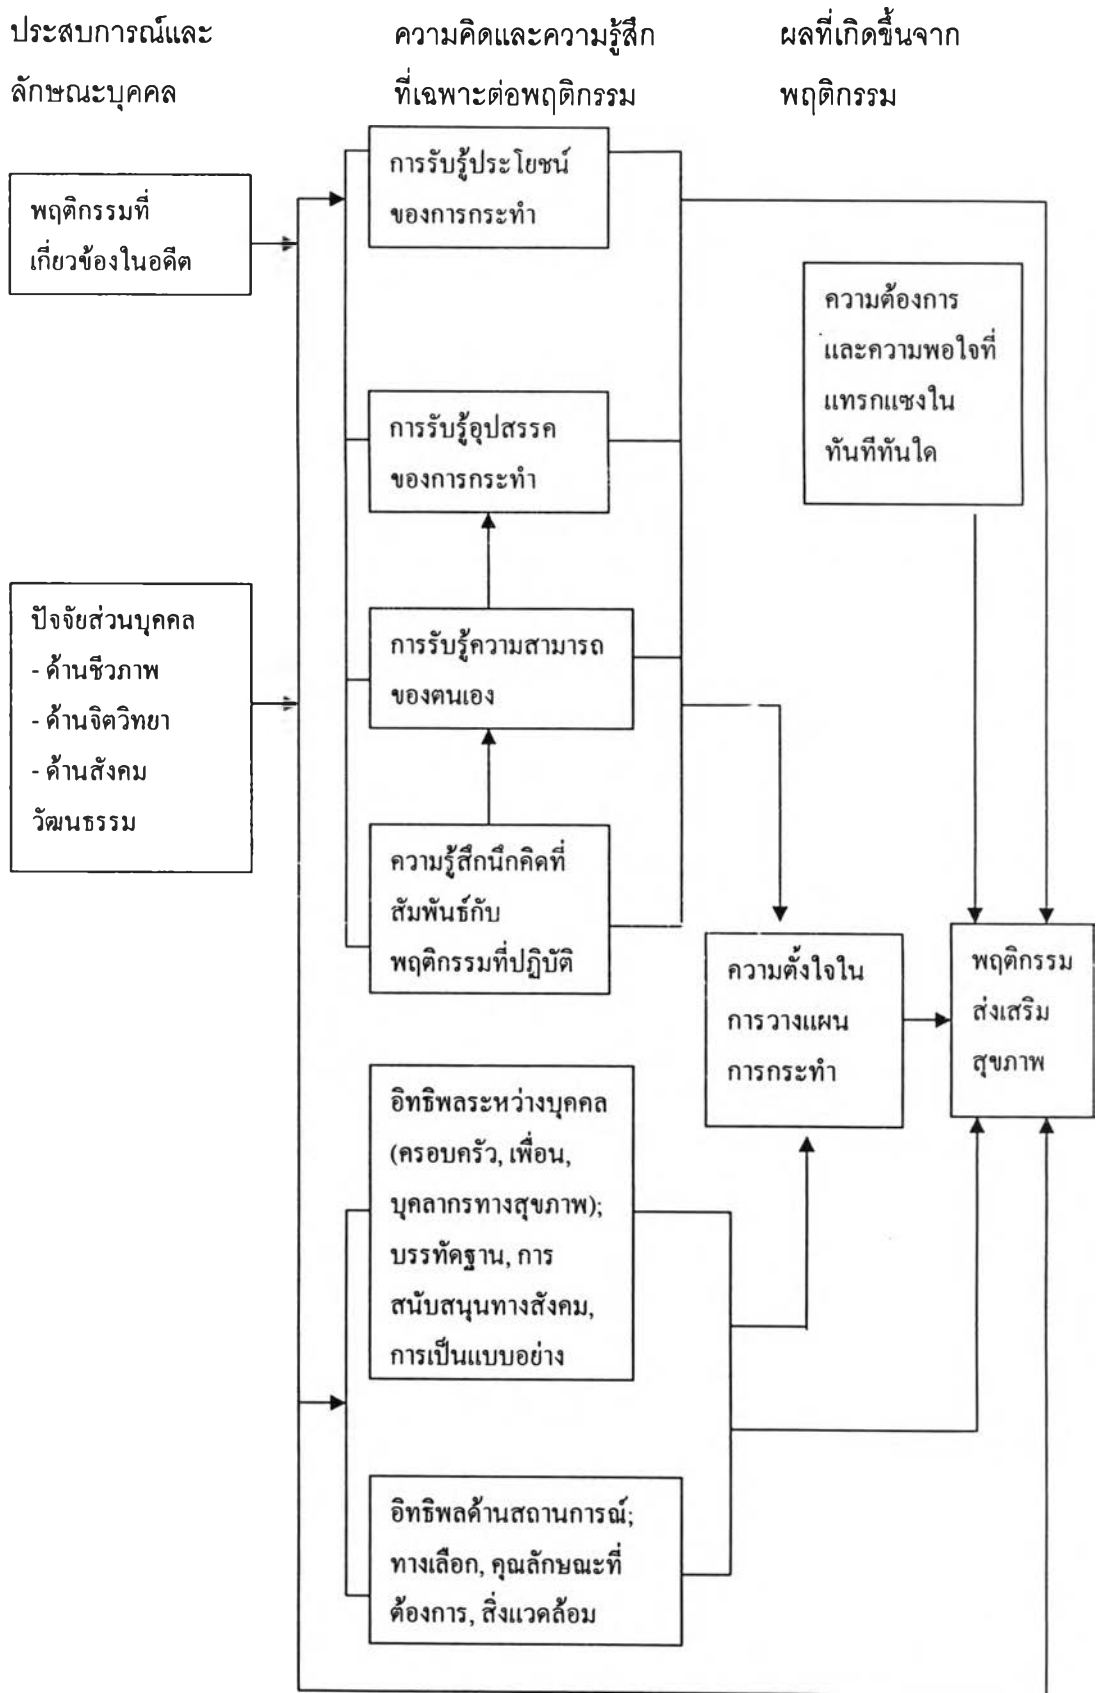 ประสบการณ์และ
ลักษณะบุคคล
ความคิดและความรู้สึก
ที่เฉพาะต่อพฤติกรรม
ผลที่เกิดขึ้นจาก
พฤติกรรม
พฤติกรรมที่
เกี่ยวข้องในอดีต
ปัจจัยส่วนบุคคล
- ด้านชีวภาพ
- ด้านจิตวิทยา
- ด้านสังคม
วัฒนธรรม
การรับรู้ประโยชน์
ของการกระทำ
การรับรู้อุปสรรค
ของการกระทำ
การรับรู้ความสามารถ
ของตนเอง
ความรู้สึกนึกคิดที่
สัมพันธ์กับ
พฤติกรรมที่ปฏิบัติ
อิทธิพลระหว่างบุคคล
(ครอบครัว, เพื่อน,
บุคลากรทางสุขภาพ);
บรรทัดฐาน, การ
สนับสนุนทางสังคม,
การเป็นแบบอย่าง
อิทธิพลด้านสถานการณ์;
ทางเลือก, คุณลักษณะที่
ต้องการ, สิ่งแวดล้อม
ความต้องการ
และความพอใจที่
แทรกแซงใน
ทันทีทันใด
ความตั้งใจใน
การวางแผน
การกระทำ
พฤติกรรม
ส่งเสริม
สุขภาพ